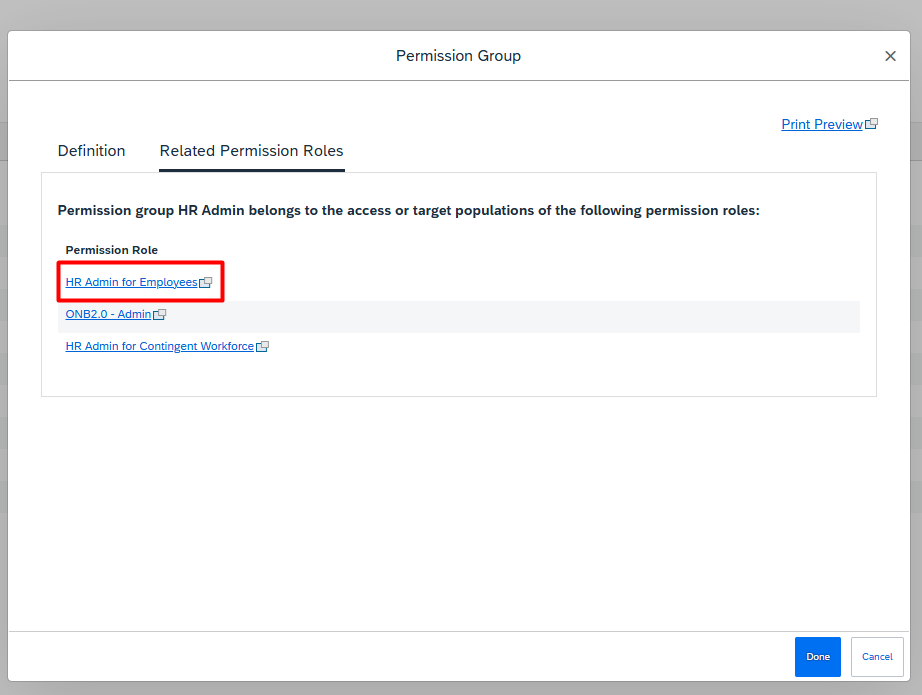 Permission Group
Print Preview
Definition
Related Permission Roles
Permission group HR Admin belongs to the access or target populations of the following permission roles:
Permission Role
HR Admin for Employees
ONB2.0 - Admin
HR Admin for Contingent Workforce
Done
Cancel